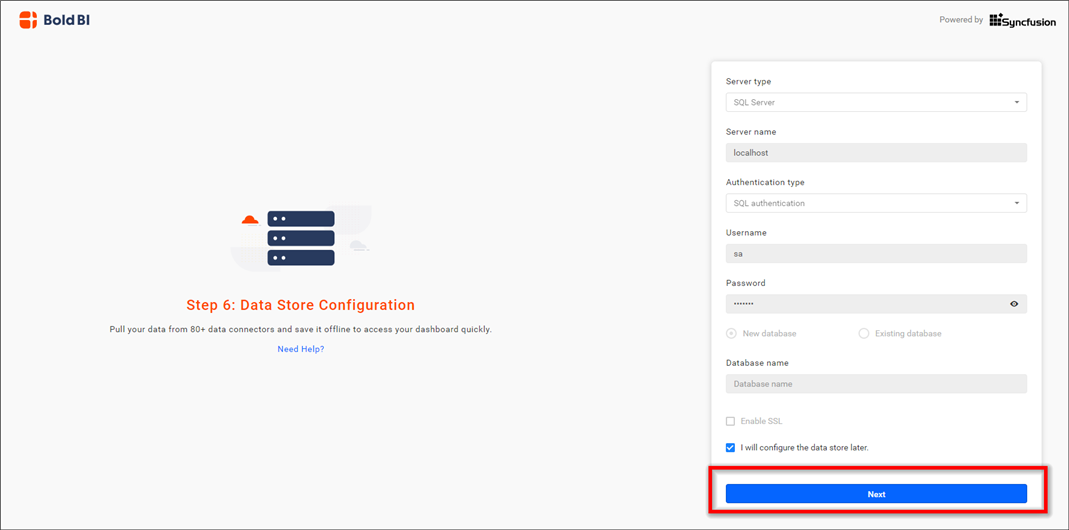 Bold BI
Powered by Syncfusion
Step 6: Data Store Configuration
Pull your data from 80+ data connectors and save it offline to access your dashboard quickly.
Need Help?
Server type
SQL Server
Server name
localhost
Authentication type
SQL authentication
Username
sa
Password
•••••••
New database Existing database
Database name
Database name
Enable SSL
I will configure the data store later.
Next